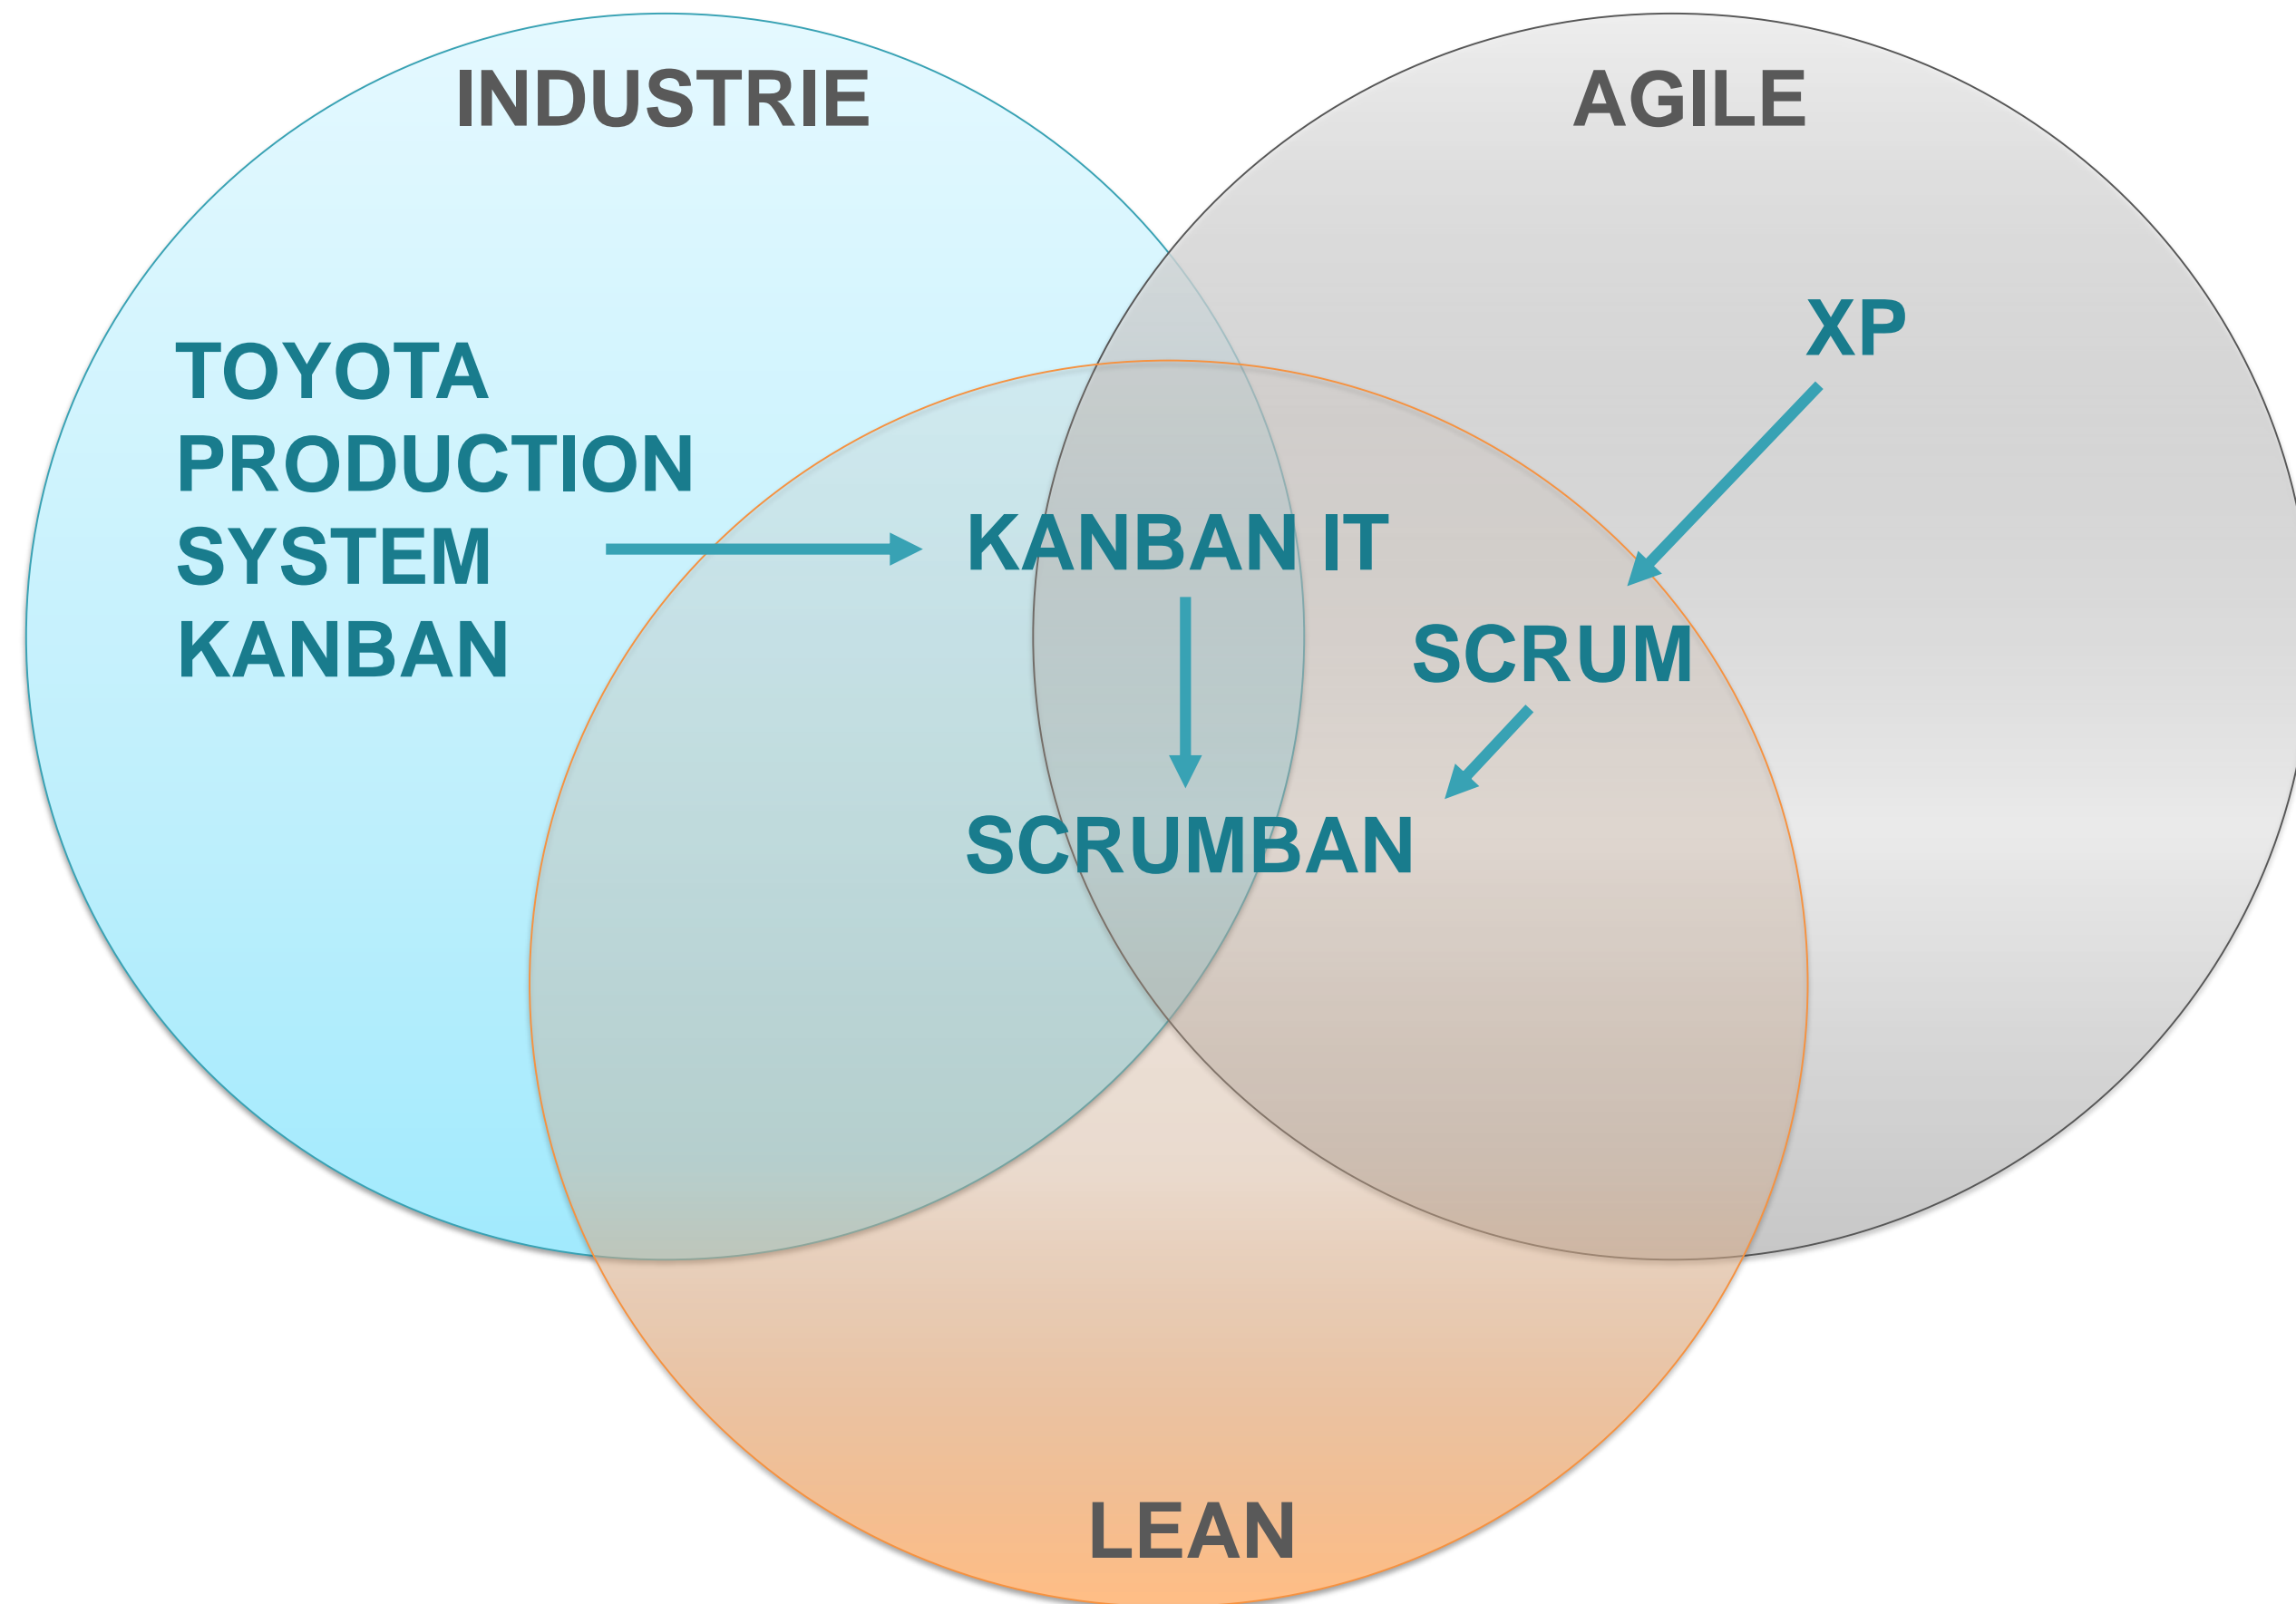 INDUSTRIE
AGILE
XP
TOYOTA
PRODUCTION
SYSTEM
KANBAN
KANBAN IT
SCRUM
SCRUMBAN
LEAN